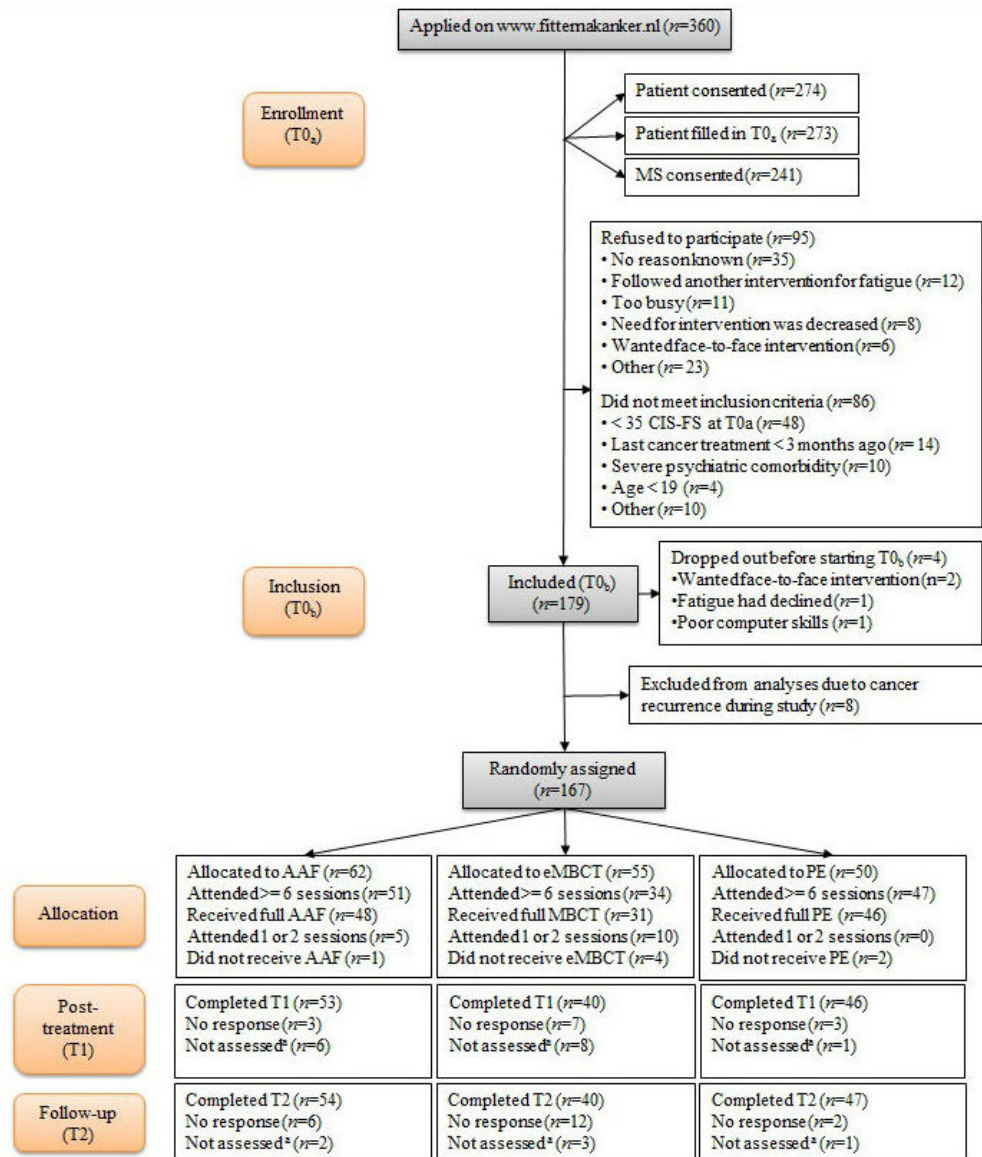 Applied on www.fitternakanker.nl (n=360)
Enrollment
(T0a)
Patient consented (n=274)
Patient filled in T0a (n=273)
MS consented (n=241)
Refused to participate (n=95)
• No reason known (n=35)
• Followed another intervention for fatigue (n=12)
• Too busy (n=11)
• Need for intervention was decreased (n=8)
• Wanted face-to-face intervention (n=6)
• Other (n= 23)
Did not meet inclusion criteria (n=86)
• < 35 CIS-FS at T0a (n=48)
• Last cancer treatment < 3 months ago (n= 14)
• Severe psychiatric comorbidity (n=10)
• Age < 19 (n=4)
• Other (n=10)
Inclusion
(T0b)
Included (T0b)
(n=179)
Dropped out before starting T0b (n=4)
•Wanted face-to-face intervention (n=2)
•Fatigue had declined (n=1)
•Poor computer skills (n=1)
Excluded from analyses due to cancer
recurrence during study (n=8)
Randomly assigned
(n=167)
Allocation
Allocated to AAF (n=62)
Attended >= 6 sessions (n=51)
Received full AAF (n=48)
Attended 1 or 2 sessions (n=5)
Did not receive AAF (n=1)
Allocated to eMBCT (n=55)
Attended >= 6 sessions (n=34)
Received full MBCT (n=31)
Attended 1 or 2 sessions (n=10)
Did not receive eMBCT (n=4)
Allocated to PE (n=50)
Attended >= 6 sessions (n=47)
Received full PE (n=46)
Attended 1 or 2 sessions (n=0)
Did not receive PE (n=2)
Post-
treatment
(T1)
Completed T1 (n=53)
No response (n=3)
Not assessedª (n=6)
Completed T1 (n=40)
No response (n=7)
Not assessedª (n=8)
Completed T1 (n=46)
No response (n=3)
Not assessedª (n=1)
Follow-up
(T2)
Completed T2 (n=54)
No response (n=6)
Not assessedª (n=2)
Completed T2 (n=40)
No response (n=12)
Not assessedª (n=3)
Completed T2 (n=47)
No response (n=2)
Not assessedª (n=1)